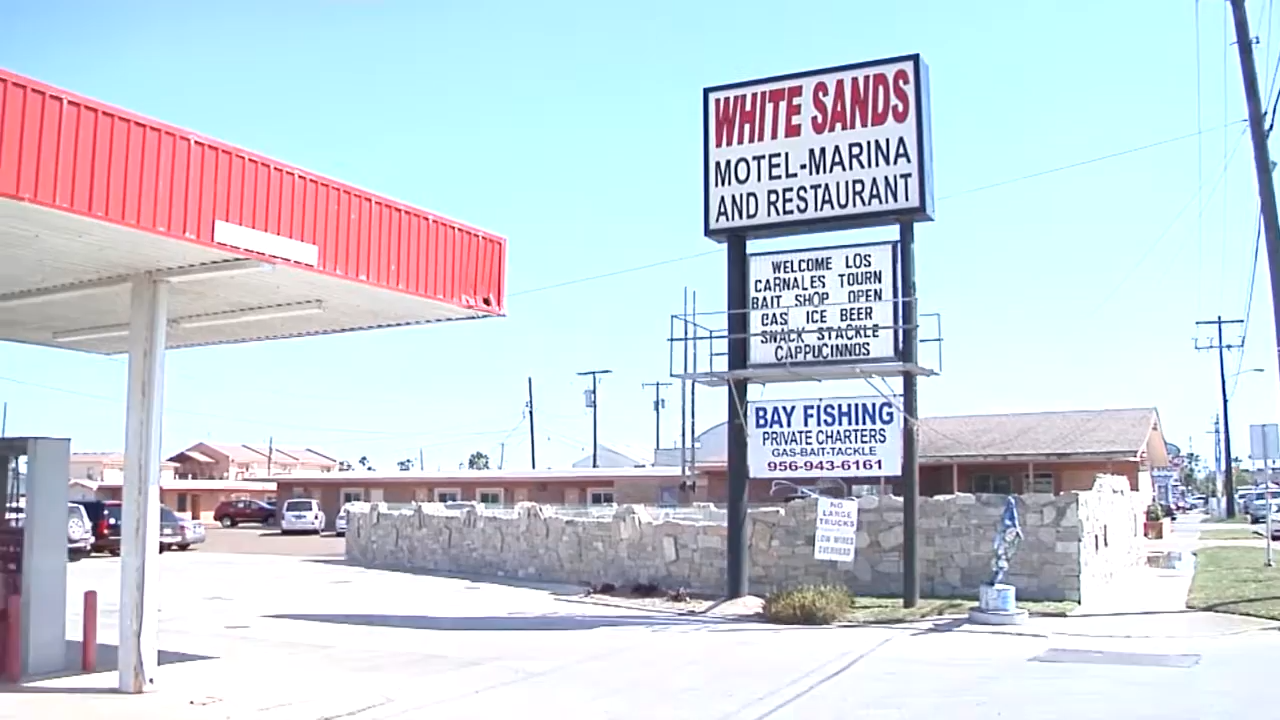 WHITE SANDS
MOTEL-MARINA
AND RESTAURANT
WELCOME LOS
CARNALES TOURN
BAIT SHOP OPEN
GAS ICE BEER
SNACK STACKLE
CAPPUCINNOS
BAY FISHING
PRIVATE CHARTERS
GAS-BAIT-TACKLE
956-943-6161
NO
LARGE
TRUCKS
LOW WIRES
OVERHEAD